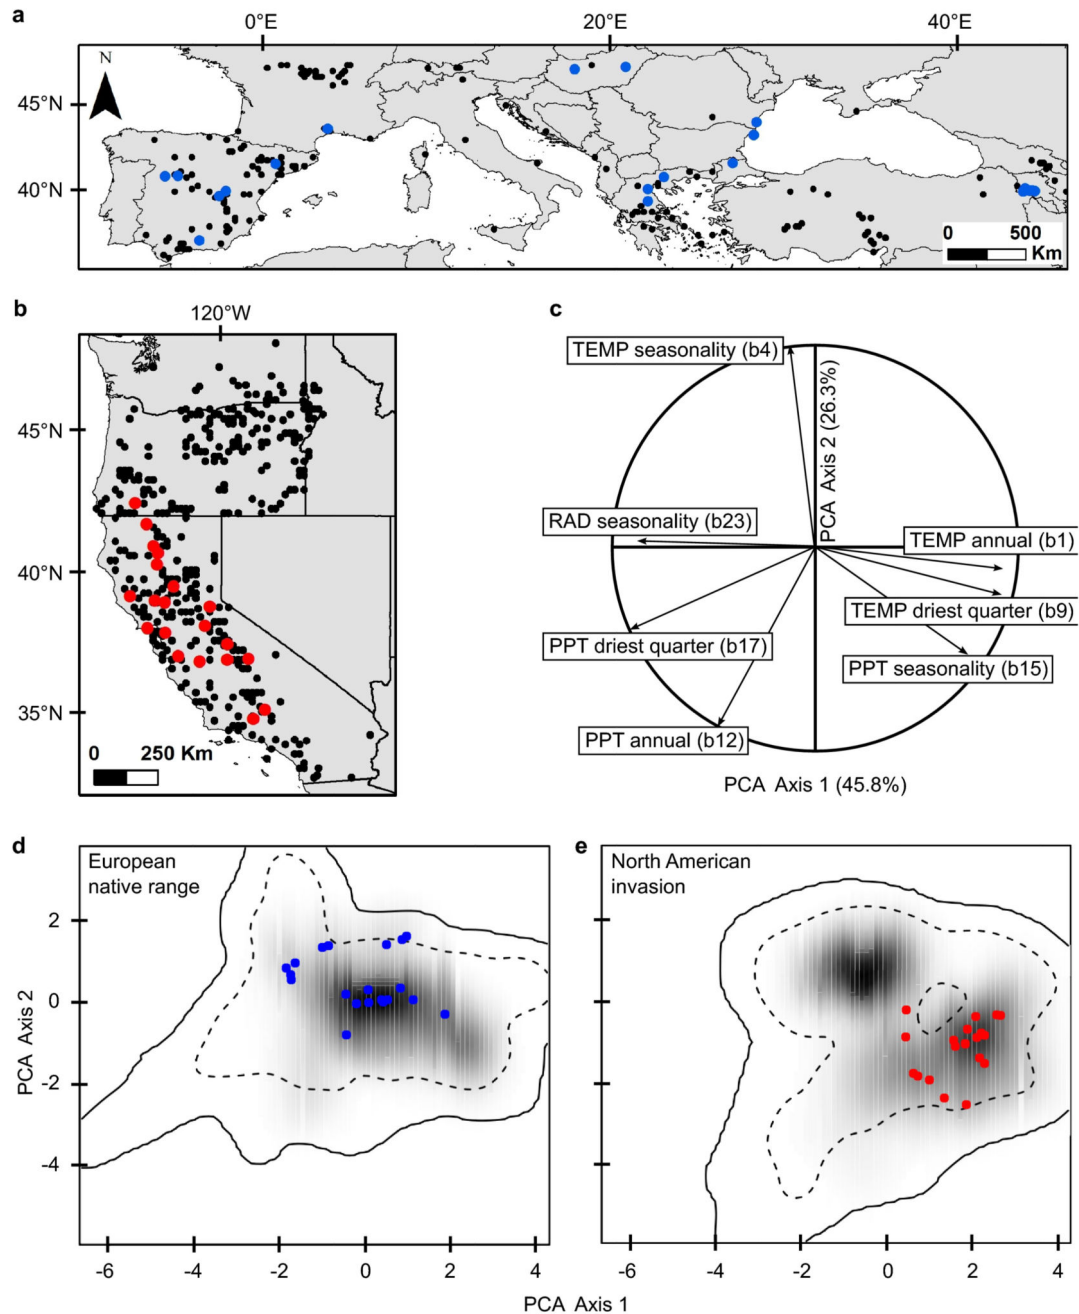 a
0°E 20°E 40°E
N
45°N
40°N
0 500
Km
b
120°W
45°N
40°N
35°N
0 250 Km
c
TEMP seasonality (b4)
PCA Axis 2 (26.3%)
RAD seasonality (b23)
TEMP annual (b1)
TEMP driest quarter (b9)
PPT driest quarter (b17)
PPT seasonality (b15)
PPT annual (b12)
PCA Axis 1 (45.8%)
d
European
native range
2
0
-2
-4
PCA Axis 2
-6 -4 -2 0 2 4
e
North American
invasion
-6 -4 -2 0 2 4
PCA Axis 1